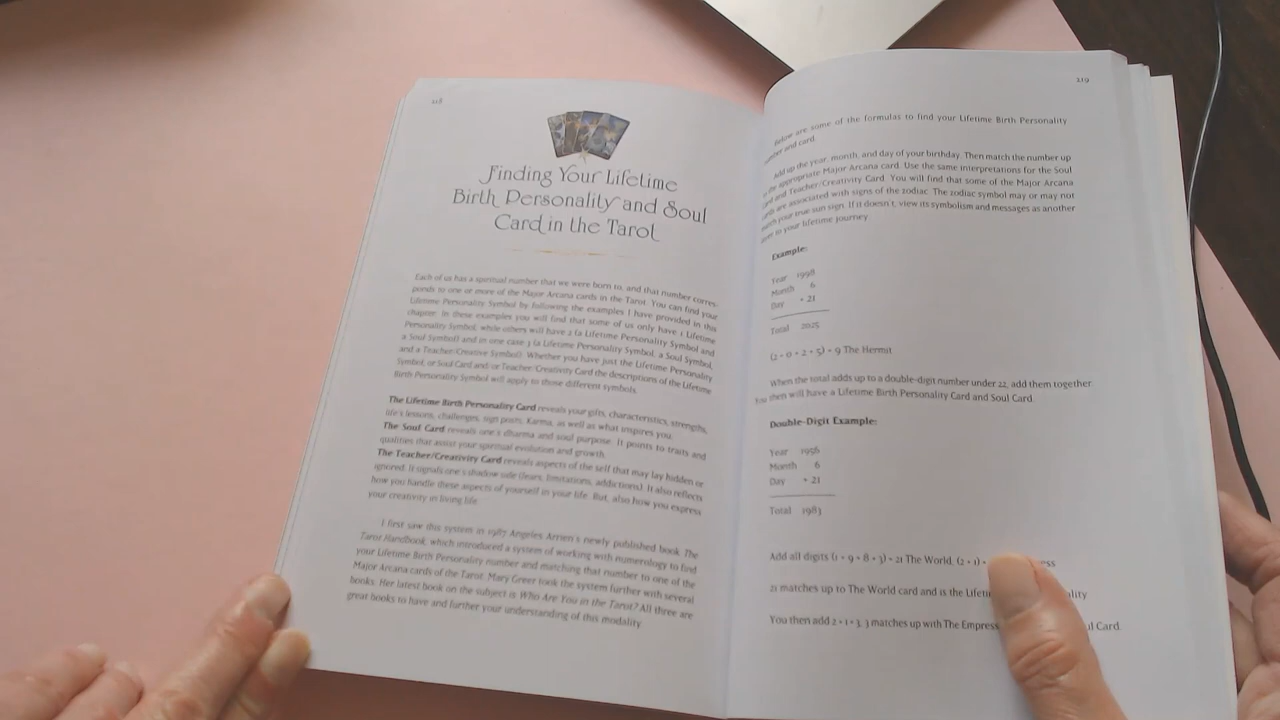 218
Finding Your Lifetime
Birth Personality and Soul
Card in the Tarot
Each of us has a spiritual number that we were born to, and that number corres-
ponds to one or more of the Major Arcana cards in the Tarot. You can find your
Lifetime Personality Symbol by following the examples I have provided in this
chapter. In these examples you will find that some of us only have 1 Lifetime
Personality Symbol, while others will have 2 (a Lifetime Personality Symbol and
a Soul Symbol) and in one case 3 (a Lifetime Personality Symbol, a Soul Symbol,
and a Teacher/Creative Symbol). Whether you have just the Lifetime Personality
Symbol, or Soul Card and/or Teacher/Creativity Card the descriptions of the Lifetime
Birth Personality Symbol will apply to those different symbols.
The Lifetime Birth Personality Card reveals your gifts, characteristics, strengths,
life's lessons, challenges, sign posts, Karma, as well as what inspires you.
The Soul Card reveals one's dharma and soul purpose. It points to traits and
qualities that assist your spiritual evolution and growth.
The Teacher/Creativity Card reveals aspects of the self that may lay hidden or
ignored. It signals one's shadow side (fears, limitations, addictions). It also reflects
how you handle these aspects of yourself in your life. But, also how you express
your creativity in living life.
I first saw this system in 1987 Angeles Arrien's newly published book The
Tarot Handbook, which introduced a system of working with numerology to find
your Lifetime Birth Personality number and matching that number to one of the
Major Arcana cards of the Tarot. Mary Greer took the system further with several
books. Her latest book on the subject is Who Are You in the Tarot? All three are
great books to have and further your understanding of this modality.
219
Below are some of the formulas to find your Lifetime Birth Personality
and card.
Add up the year, month, and day of your birthday. Then match the number up
the appropriate Major Arcana card. Use the same interpretations for the Soul
Card and Teacher/Creativity Card. You will find that some of the Major Arcana
are associated with signs of the zodiac. The zodiac symbol may or may not
match your true sun sign. If it doesn't, view its symbolism and messages as another
to your lifetime journey.
Example:
Year 1998
Month 6
Day + 21
Total 2025
(2 + 0 + 2 + 5) = 9 The Hermit
When the total adds up to a double-digit number under 22, add them together.
You then will have a Lifetime Birth Personality Card and Soul Card.
Double-Digit Example:
Year 1956
Month 6
Day + 21
Total 1983
Add all digits (1 + 9 + 8 + 3) = 21 The World, (2 + 1) =
21 matches up to The World card and is the
You then add 2 + 1 = 3. 3 matches up with The Empress Card.